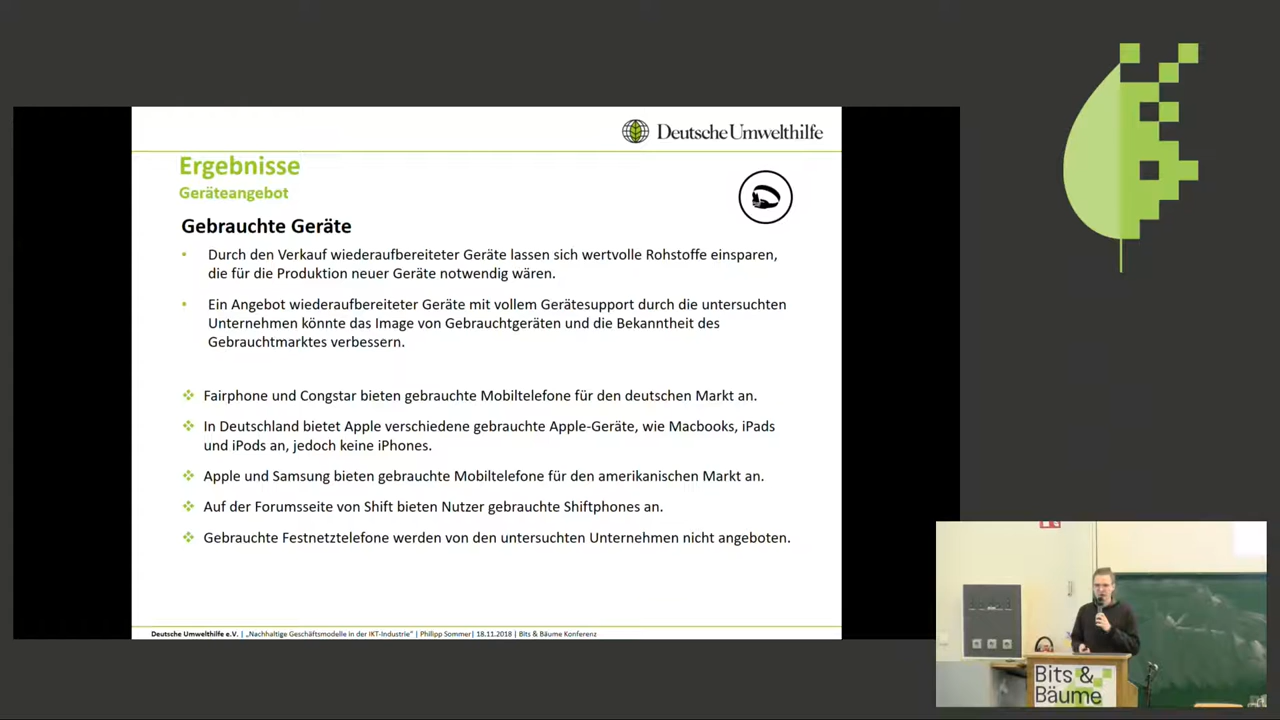 Deutsche Umwelthilfe
Ergebnisse
Geräteangebot
Gebrauchte Geräte
• Durch den Verkauf wiederaufbereiteter Geräte lassen sich wertvolle Rohstoffe einsparen,
die für die Produktion neuer Geräte notwendig wären.
• Ein Angebot wiederaufbereiteter Geräte mit vollem Gerätesupport durch die untersuchten
Unternehmen könnte das Image von Gebrauchtgeräten und die Bekanntheit des
Gebrauchtmarktes verbessern.
❖ Fairphone und Congstar bieten gebrauchte Mobiltelefone für den deutschen Markt an.
❖ In Deutschland bietet Apple verschiedene gebrauchte Apple-Geräte, wie Macbooks, iPads
und iPods an, jedoch keine iPhones.
❖ Apple und Samsung bieten gebrauchte Mobiltelefone für den amerikanischen Markt an.
❖ Auf der Forumsseite von Shift bieten Nutzer gebrauchte Shiftphones an.
❖ Gebrauchte Festnetztelefone werden von den untersuchten Unternehmen nicht angeboten.
Deutsche Umwelthilfe e.V. | „Nachhaltige Geschäftsmodelle in der IKT-Industrie“ | Philipp Sommer| 18.11.2018 | Bits & Bäume Konferenz
Bits &
Bäume